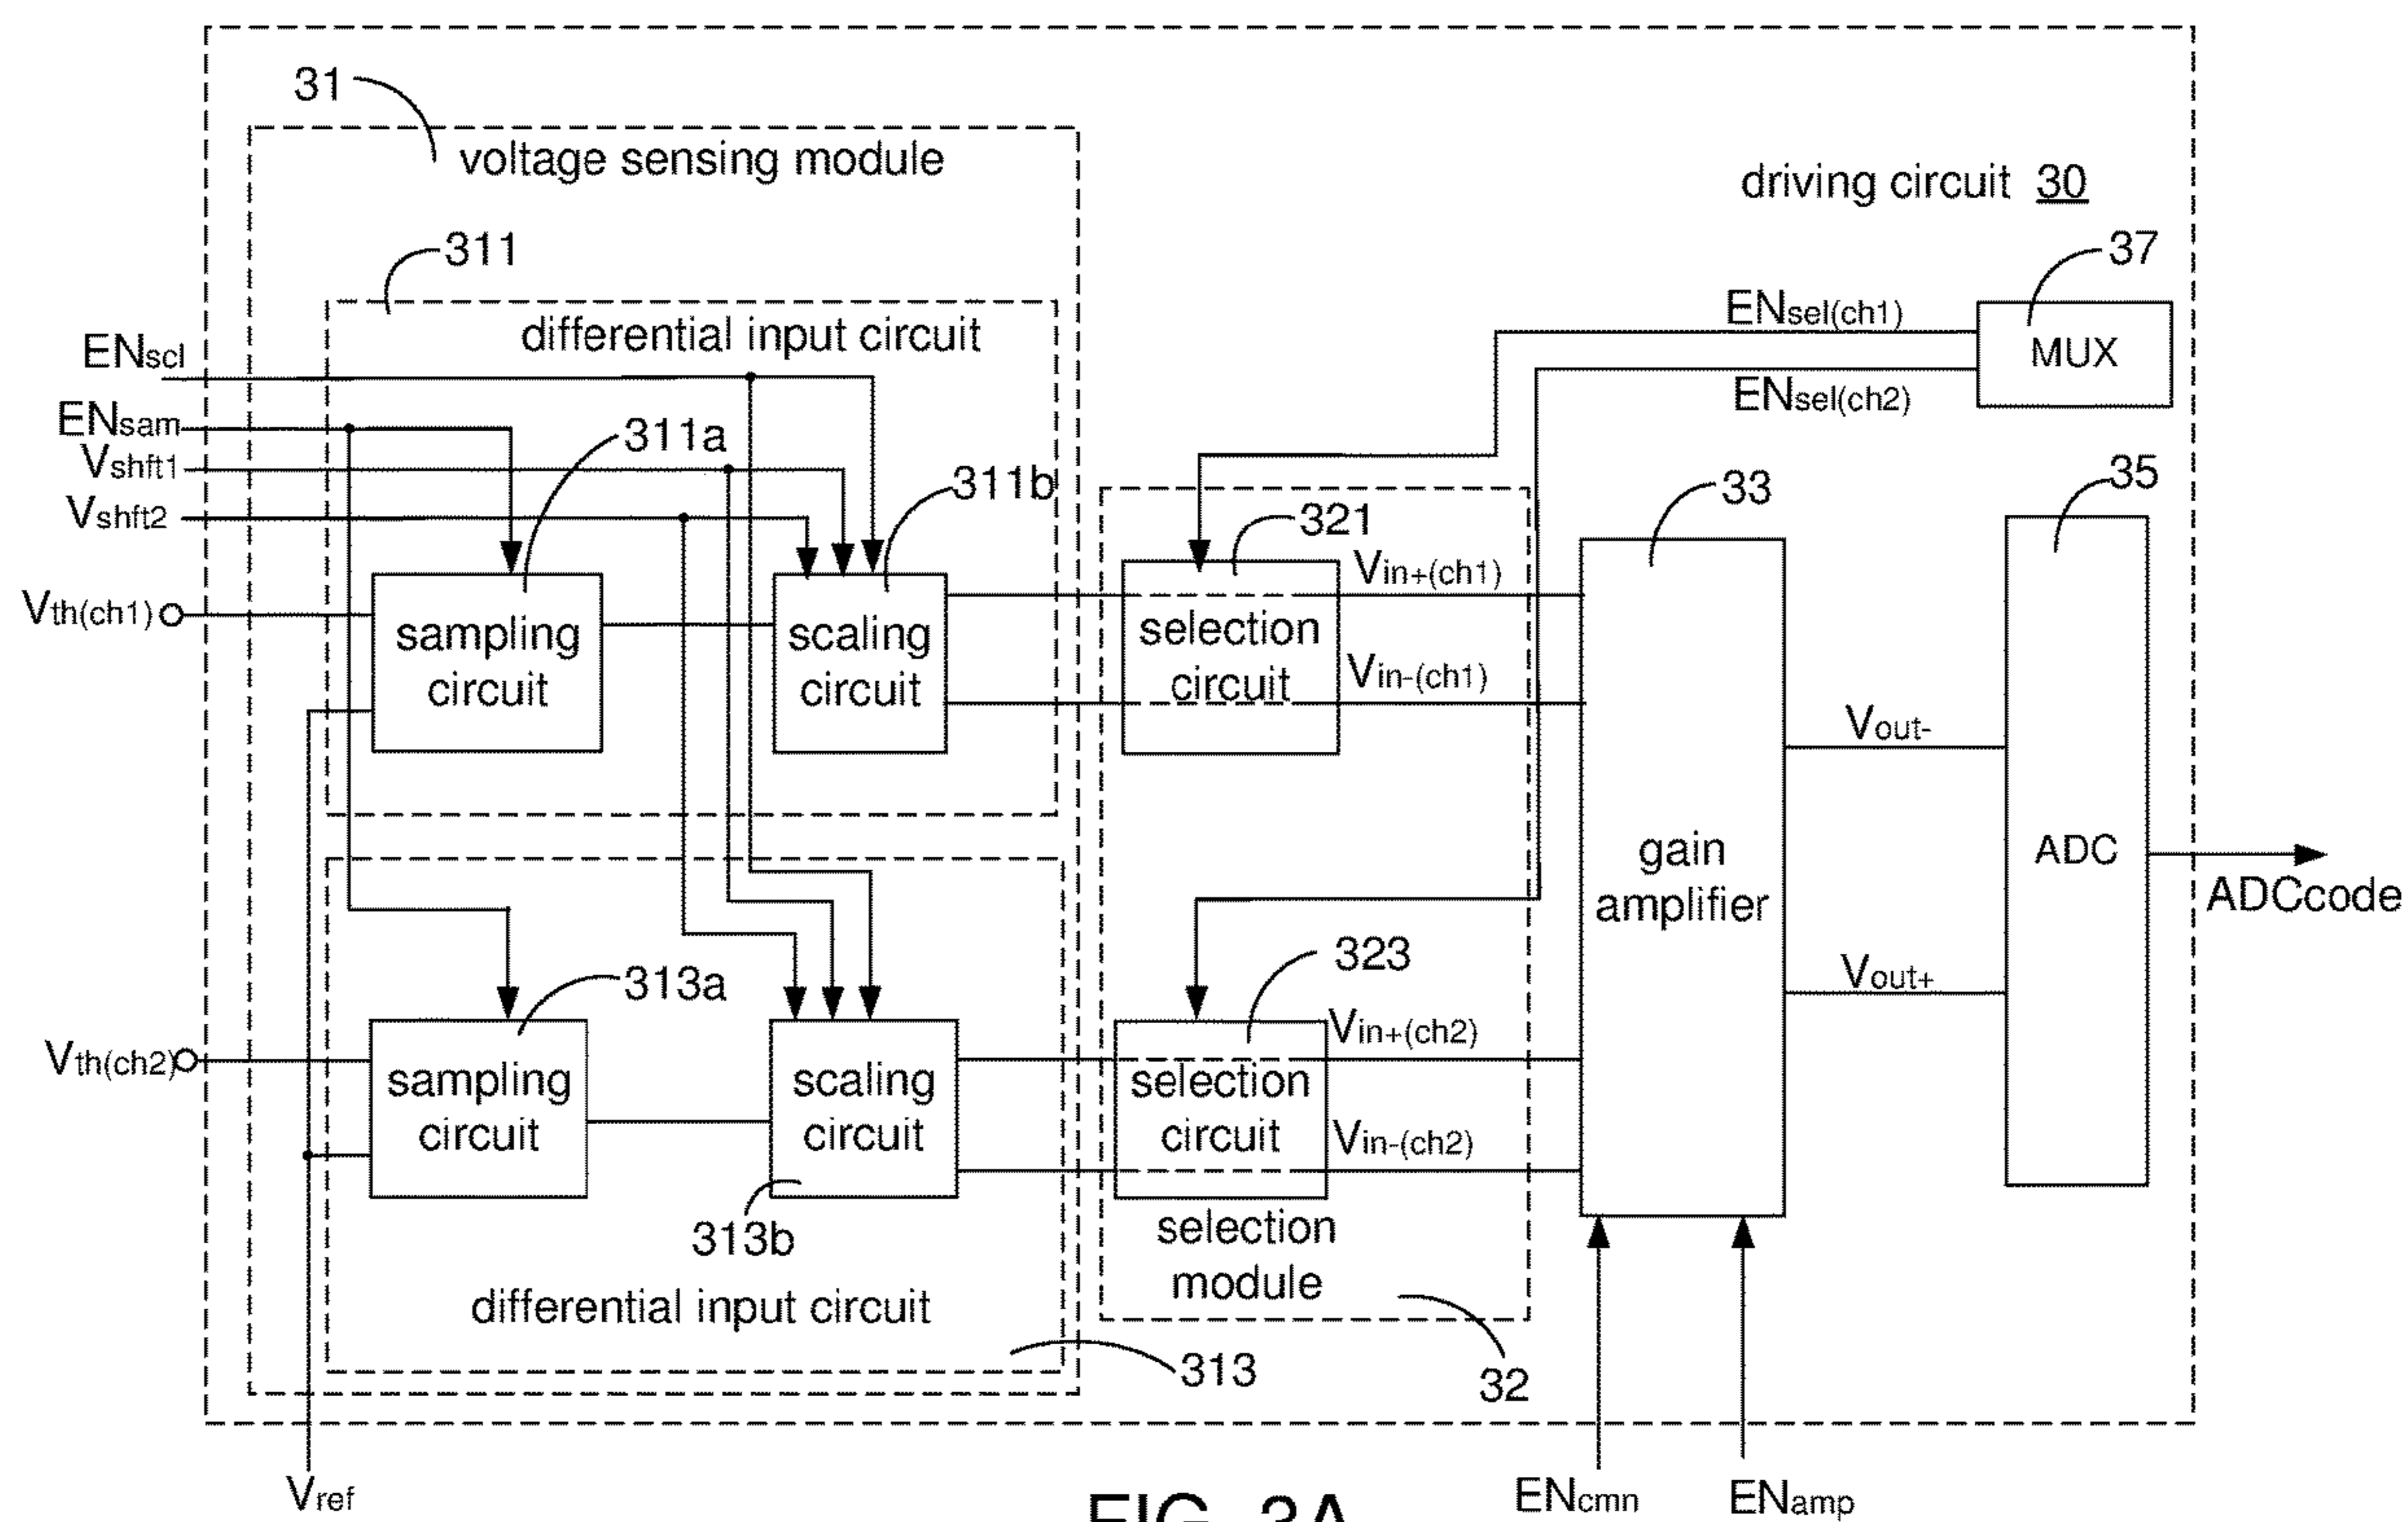 31
voltage sensing module
driving circuit 30
311
37
differential input circuit
ENsel(ch1)
MUX
ENscl
ENsel(ch2)
ENsam
311a
Vshft1
311b
33
35
Vshft2
321
Vin+(ch1)
Vth(ch1)
sampling
circuit
scaling
circuit
selection
circuit
Vin-(ch1)
Vout-
gain
amplifier
ADC
ADCcode
323
313a
Vout+
Vin+(ch2)
Vth(ch2)
sampling
circuit
scaling
circuit
selection
circuit
Vin-(ch2)
313b
selection
module
differential input circuit
313
32
Vref
ENcmn
ENamp
FIG. 3A